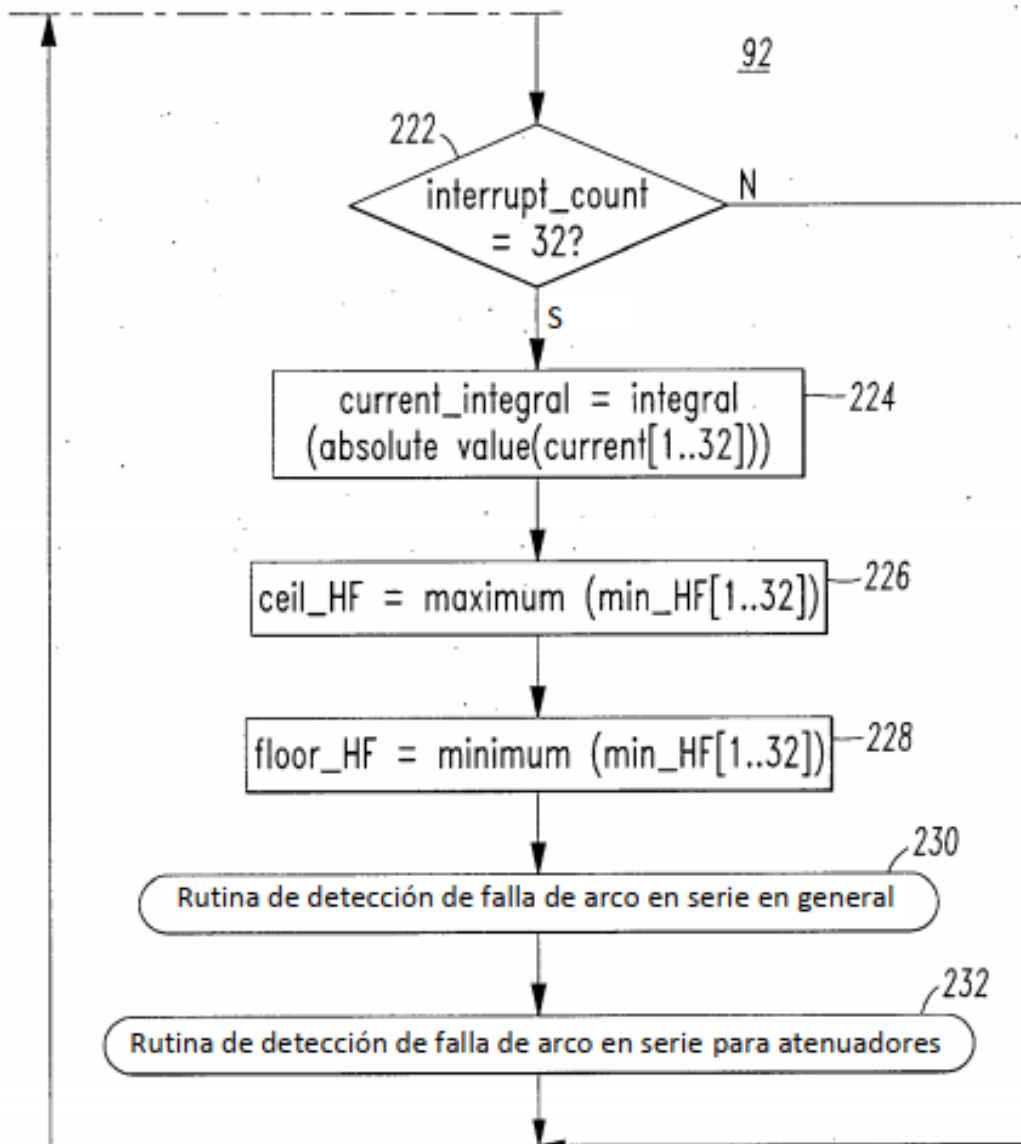 92
222
interrupt_count
= 32?
N
S
current_integral = integral
(absolute value(current[1..32]))
224
ceil_HF = maximum (min_HF[1..32])
226
floor_HF = minimum (min_HF[1..32])
228
230
Rutina de detección de falla de arco en serie en general
232
Rutina de detección de falla de arco en serie para atenuadores